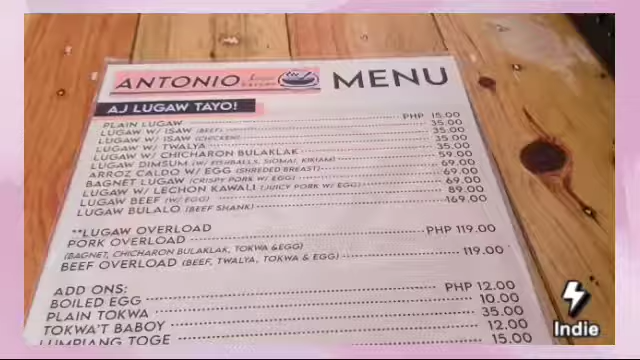 ANTONIO MENU
AJ LUGAW TAYO!
PLAIN LUGAW PHP 15.00
LUGAW W/ ISAW (BEEF) 35.00
LUGAW W/ ISAW (CHICKEN) 35.00
LUGAW W/ TWALYA 35.00
LUGAW W/ CHICHARON BULAKLAK 59.00
LUGAW DIMSUM (W/ FISHBALLS, SIOMAI, KIKIAM) 69.00
ARROZ CALDO W/ EGG (SHREDED BREAST) 69.00
BAGNET LUGAW (CRISPY PORK W/ EGG) 69.00
LUGAW W/ LECHON KAWALI (JUICY PORK W/ EGG) 69.00
LUGAW BEEF (W/ EGG) 89.00
LUGAW BULALO (BEEF SHANK) 169.00
**LUGAW OVERLOAD
PORK OVERLOAD PHP 119.00
(BAGNET, CHICHARON BULAKLAK, TOKWA &EGG)
BEEF OVERLOAD (BEEF, TWALYA, TOKWA & EGG) 119.00
ADD ONS:
BOILED EGG PHP 12.00
PLAIN TOKWA 10.00
TOKWA'T BABOY 35.00
LUMPIANG TOGE 12.00
15.00
Indie